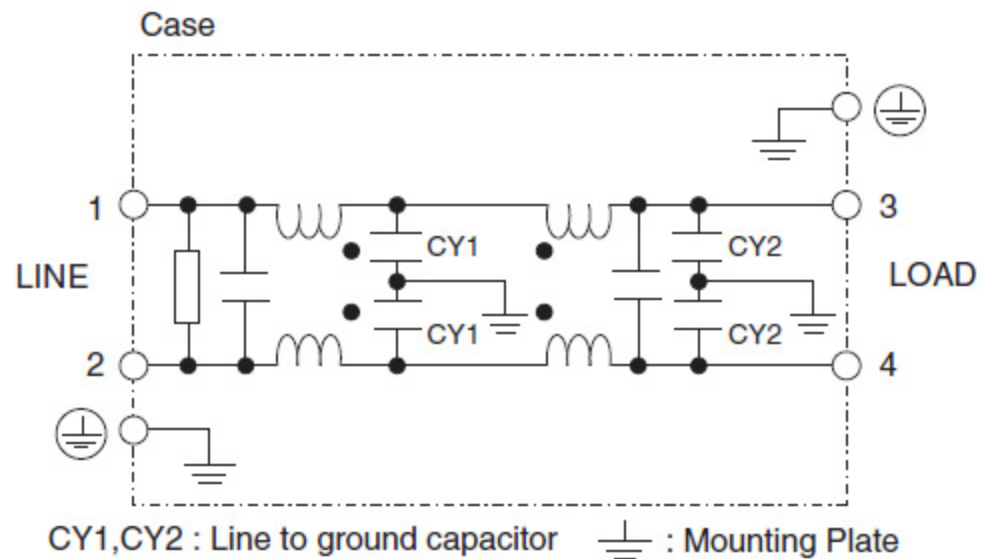 Case
1
3
CY1
CY2
LINE
LOAD
CY1
CY2
2
4
CY1,CY2 : Line to ground capacitor
: Mounting Plate